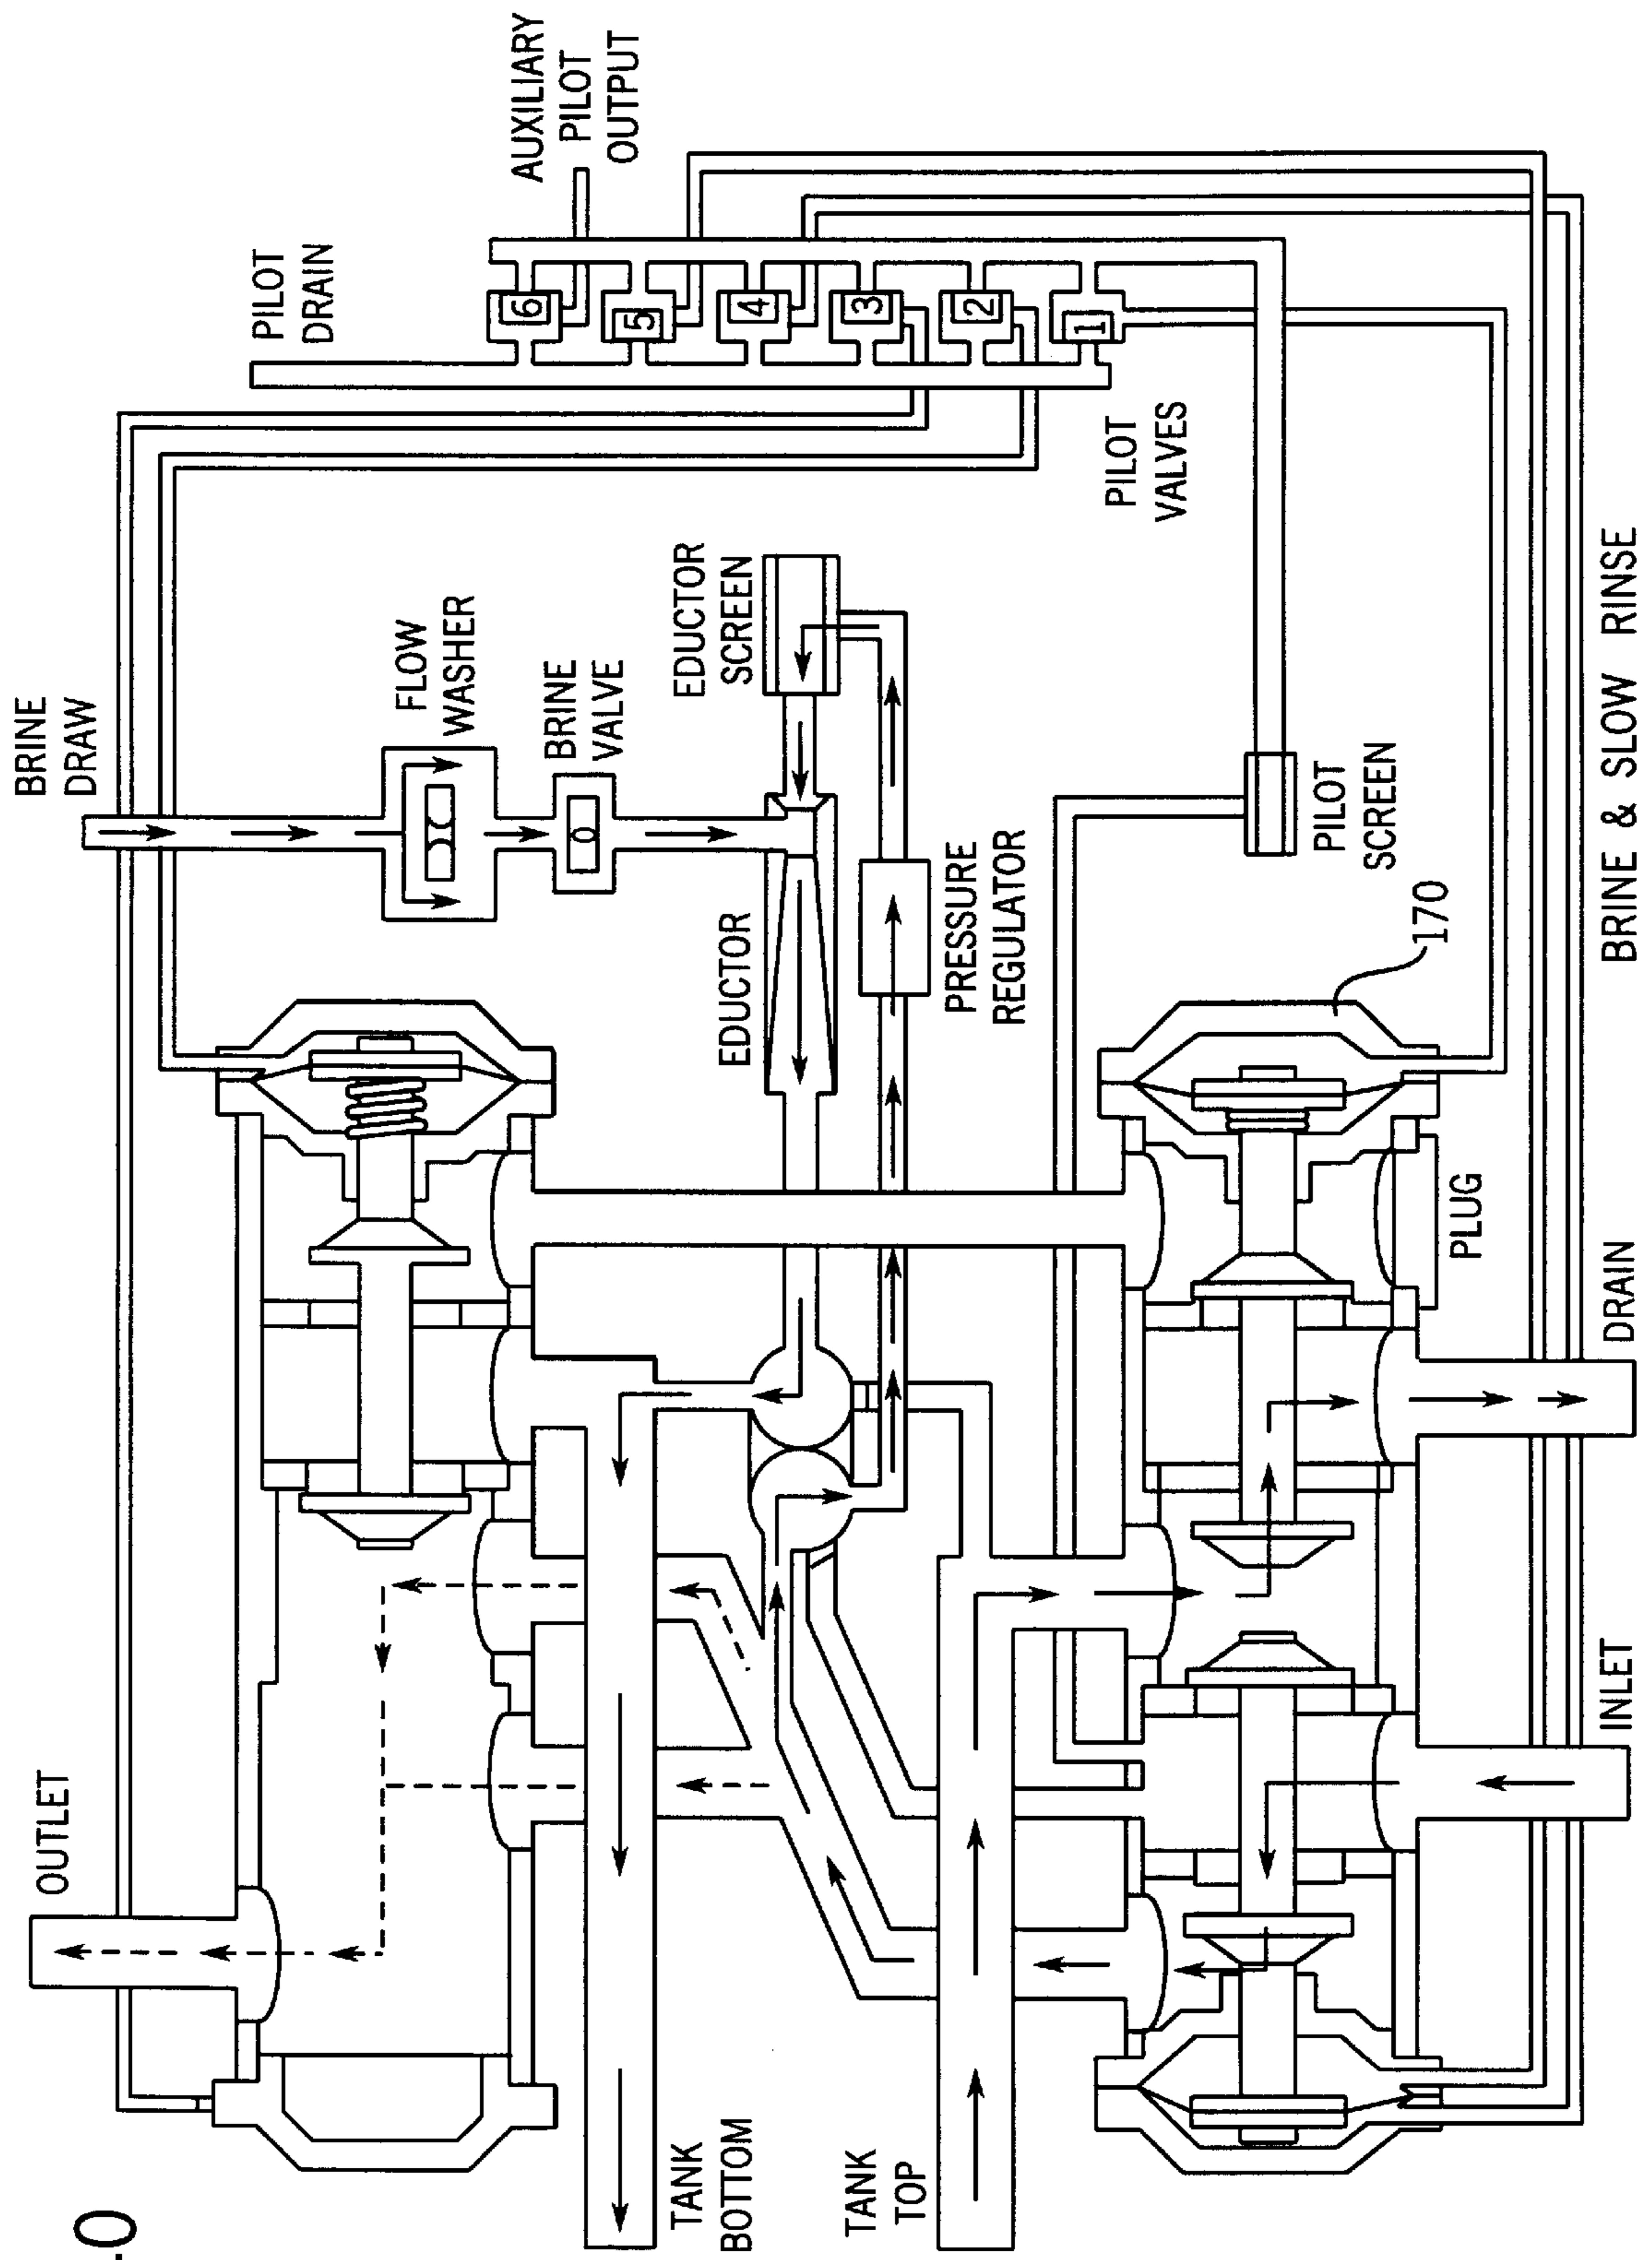 BRINE
DRAW
AUXILIARY
PILOT
OUTPUT
PILOT
DRAIN
6
5
4
3
2
1
FLOW
WASHER
BRINE
VALVE
EDUCTOR
SCREEN
PILOT
VALVES
OUTLET
EDUCTOR
PRESSURE
REGULATOR
PILOT
SCREEN
170
PLUG
TANK
BOTTOM
TANK
TOP
INLET
DRAIN
BRINE & SLOW RINSE